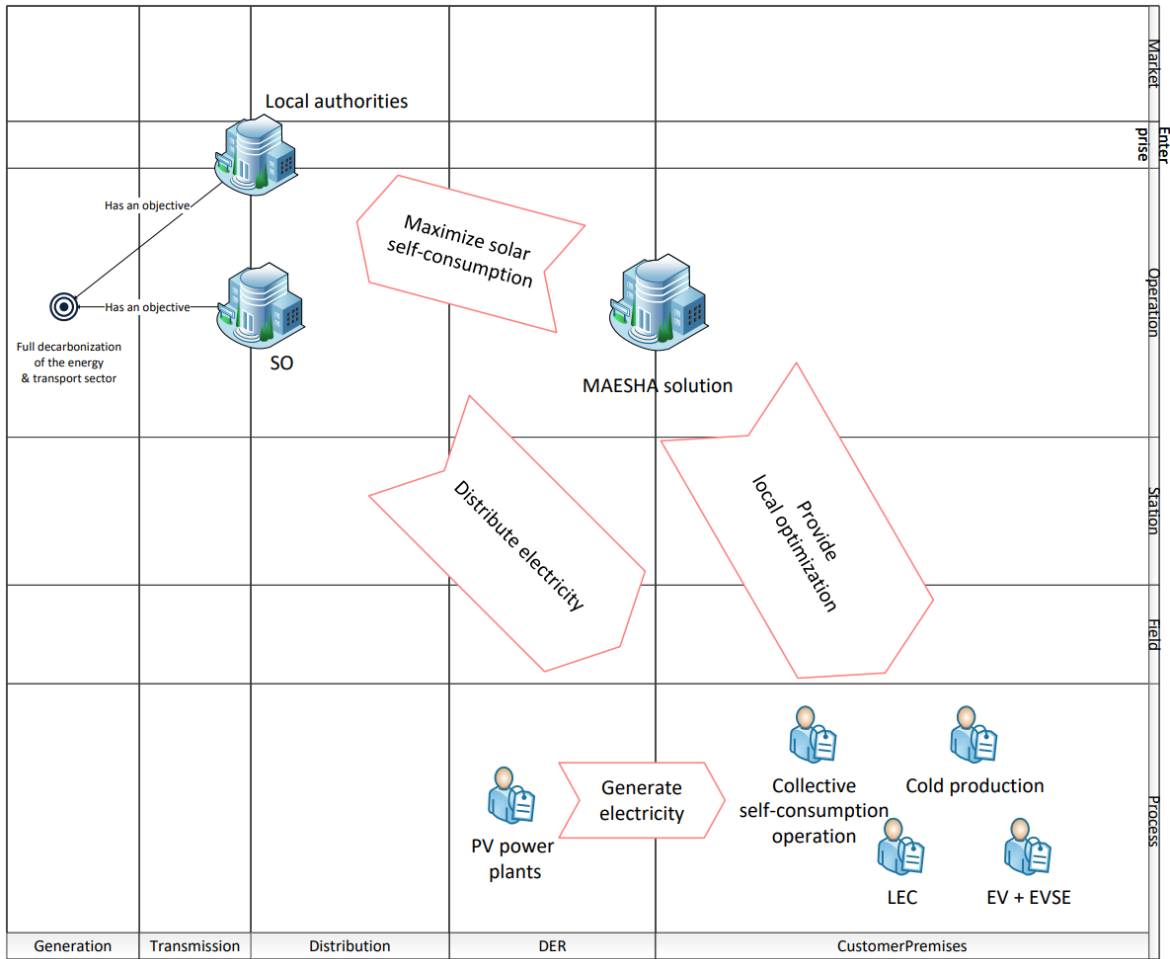 Market
Local authorities
Enter
prise
Has an objective
Maximize solar
self-consumption
Operation
Has an objective
Full decarbonization
of the energy
& transport sector
SO
MAESHA solution
Distribute electricity
Provide
local optimization
Station
Field
Generate
electricity
PV power
plants
Collective
self-consumption
operation
Cold production
LEC
EV + EVSE
Process
Generation
Transmission
Distribution
DER
CustomerPremises